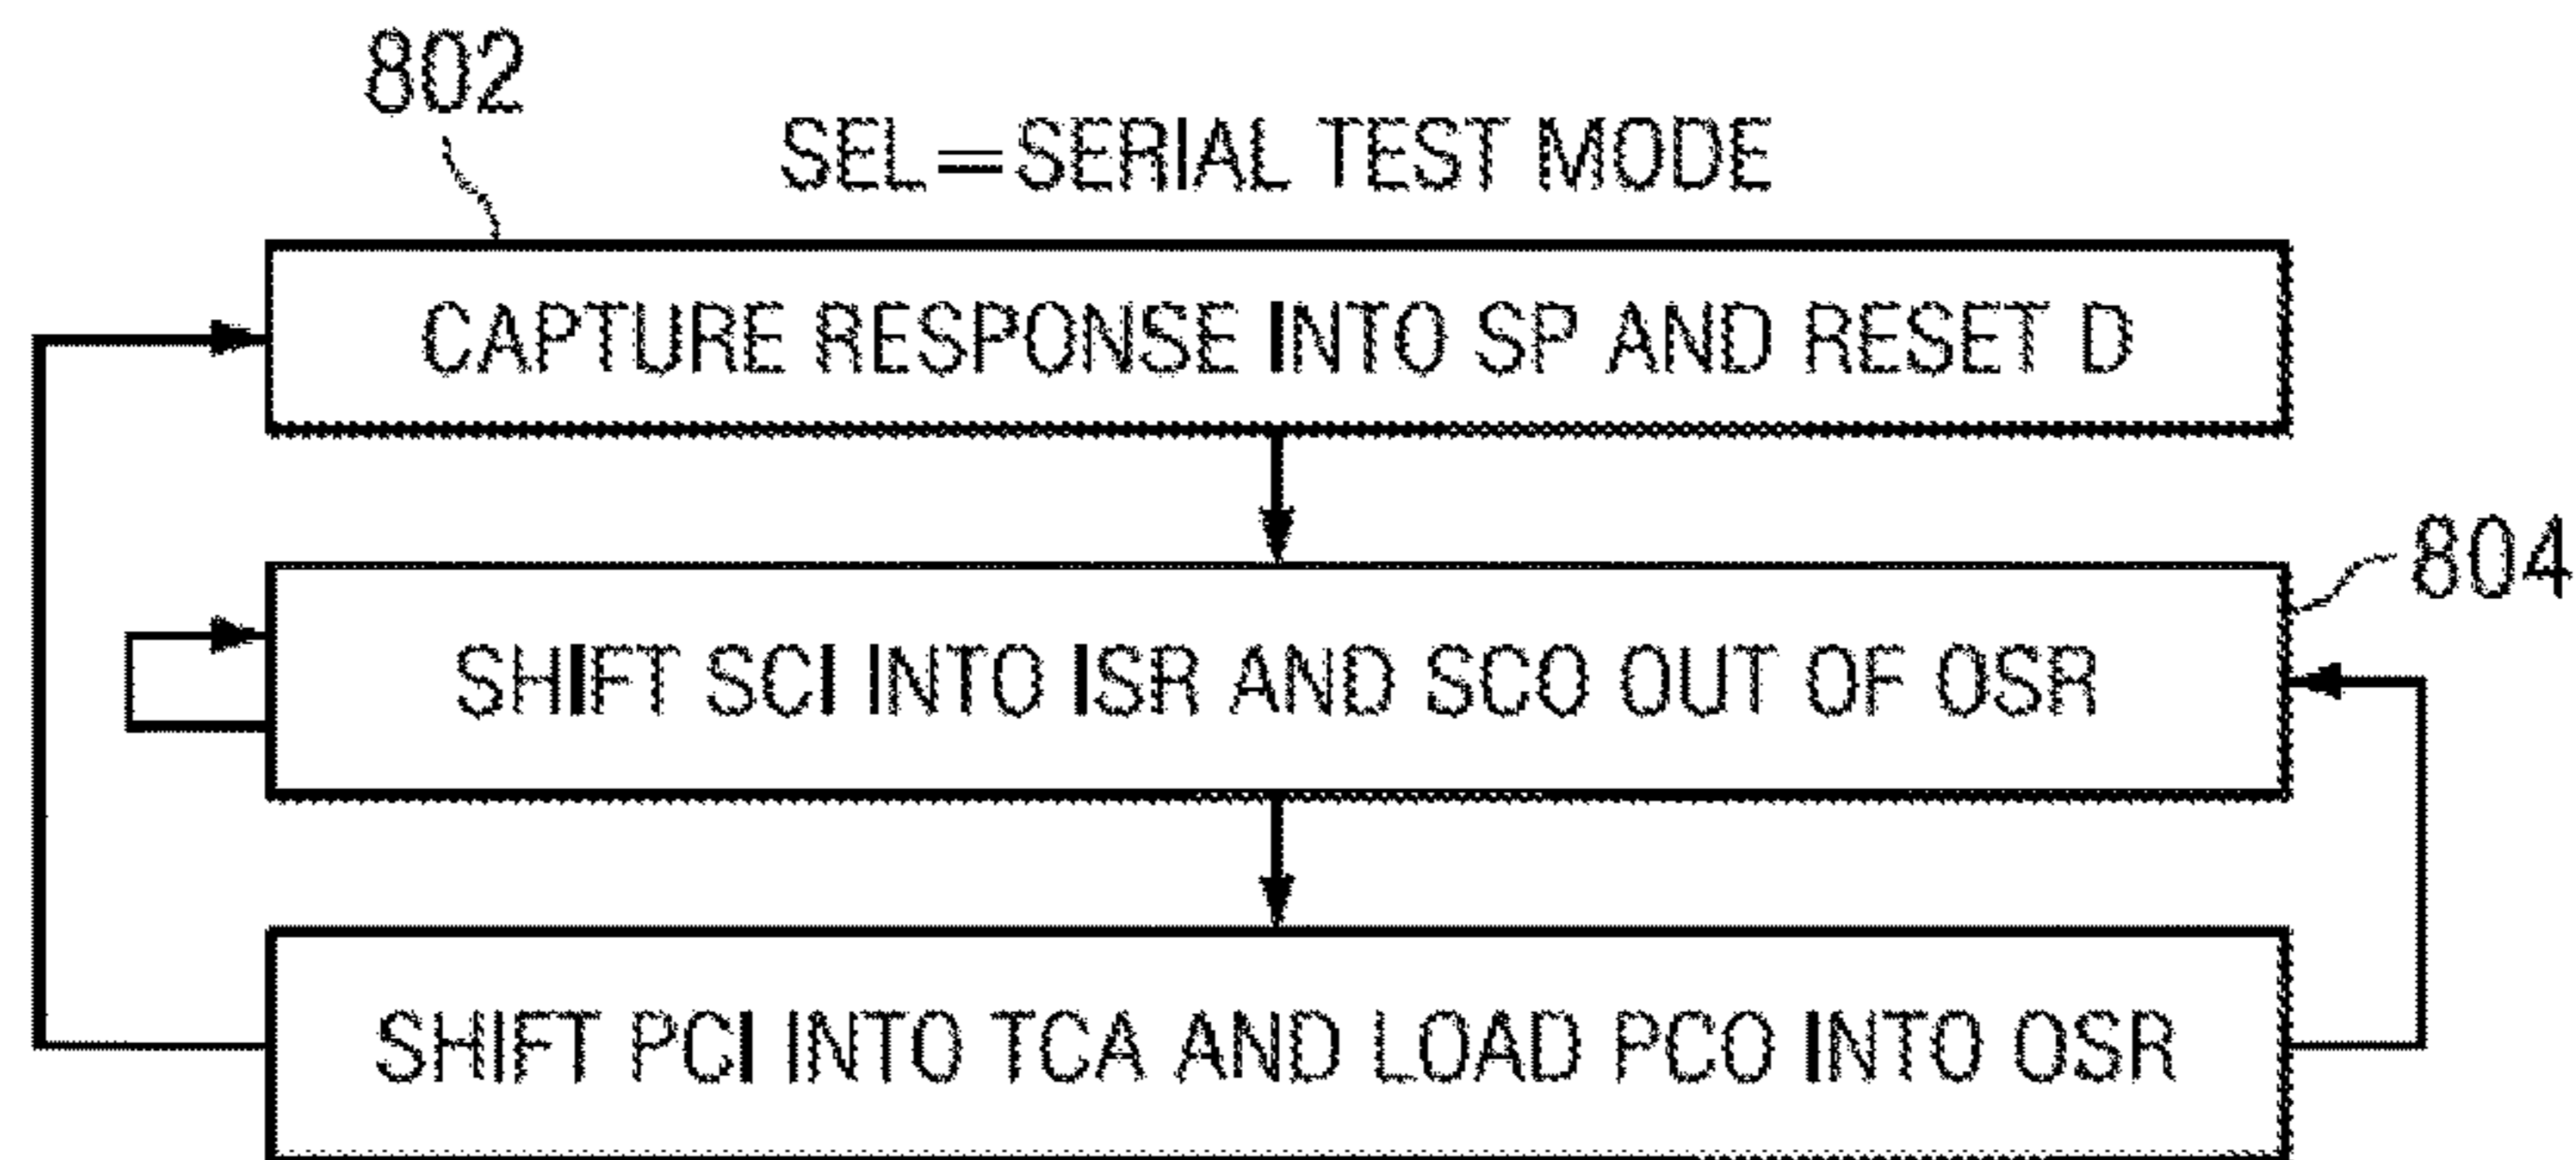 802
SEL=SERIAL TEST MODE
CAPTURE RESPONSE INTO SP AND RESET D
804
SHIFT SCI INTO ISR AND SCO OUT OF OSR
SHIFT PCI INTO TCA AND LOAD PCO INTO OSR